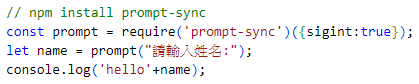 // npm install prompt-sync
const prompt = require('prompt-sync')({sigint:true});
let name = prompt("請輸入姓名:");
console.log('hello'+name);